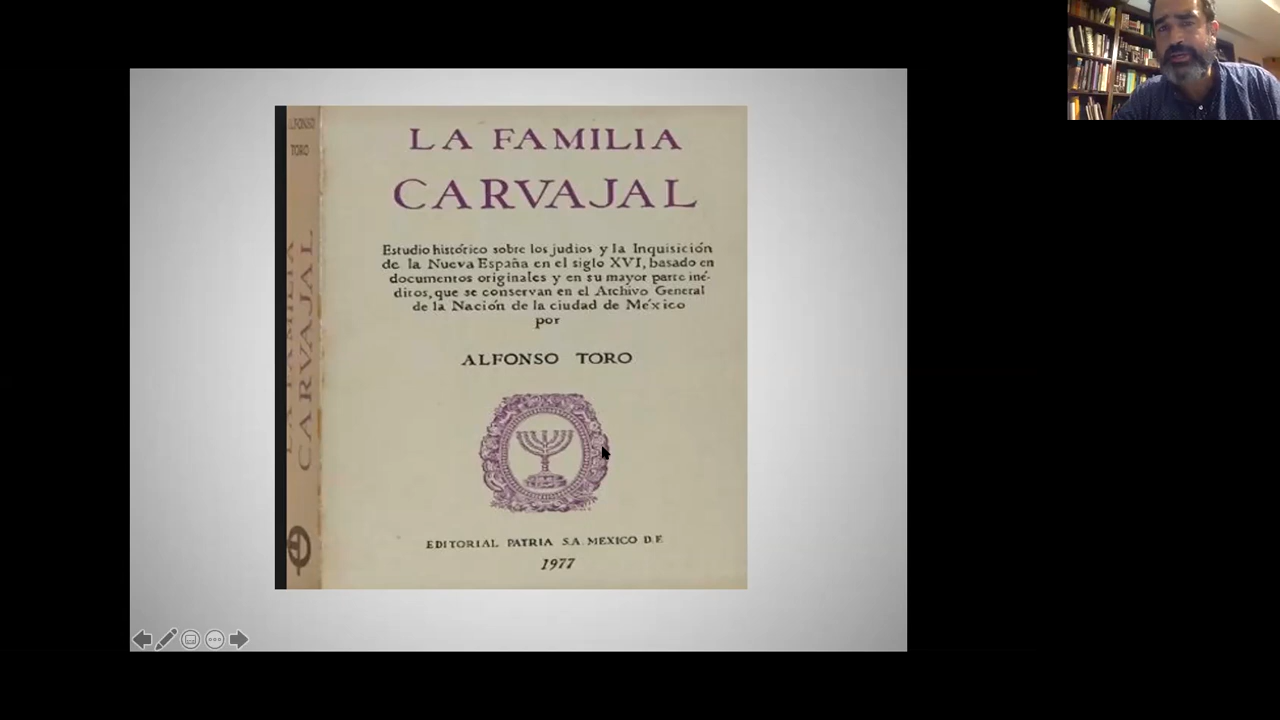 LA FAMILIA
CARVAJAL
Estudio histórico sobre los judios y la Inquisición
de la Nueva España en el siglo XVI, basado en
documentos originales y en su mayor parte iné-
ditos, que se conservan en el Archivo General
de la Nación de la ciudad de México
por
ALFONSO TORO
EDITORIAL PATRIA S.A. MEXICO D.F.
1977
ALFONSO
TORO
LA FAMILIA
CARVAJAL